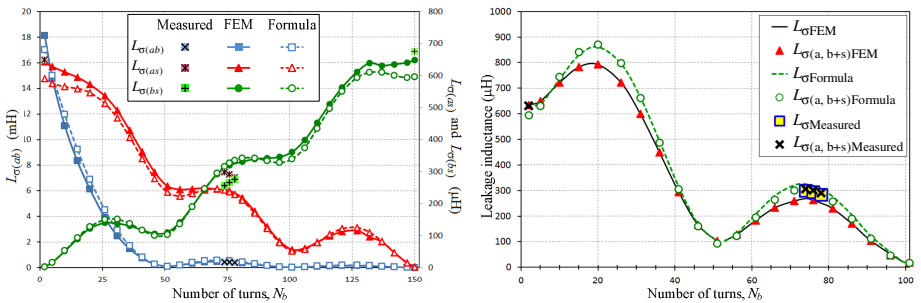 Measured FEM Formula
Lσ(ab)
Lσ(as)
Lσ(bs)
20
18
16
14
12
10
8
6
4
2
0
Lσ(ab) (mH)
800
700
600
500
400
300
200
100
0
Lσ(as) and Lσ(bs) (μH)
0 25 50 75 100 125 150
Number of turns, Nb
LσFEM
Lσ(a, b+s)FEM
LσFormula
Lσ(a, b+s)Formula
LσMeasured
Lσ(a, b+s)Measured
1000
900
800
700
600
500
400
300
200
100
0
Leakage inductance (μH)
0 10 20 30 40 50 60 70 80 90 100
Number of turns, Nb